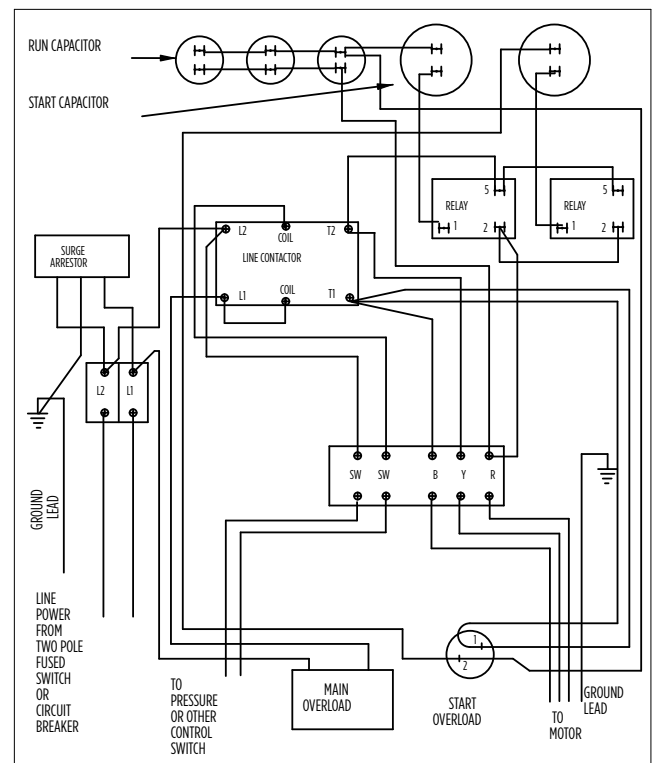 RUN CAPACITOR
START CAPACITOR
5
RELAY
1
2
5
RELAY
1
2
L2
COIL
T2
LINE CONTACTOR
L1
COIL
T1
SURGE
ARRESTOR
L2
L1
SW
SW
B
Y
R
GROUND
LEAD
LINE
POWER
FROM
TWO POLE
FUSED
SWITCH
OR
CIRCUIT
BREAKER
TO
PRESSURE
OR OTHER
CONTROL
SWITCH
MAIN
OVERLOAD
1
2
START
OVERLOAD
TO
MOTOR
GROUND
LEAD